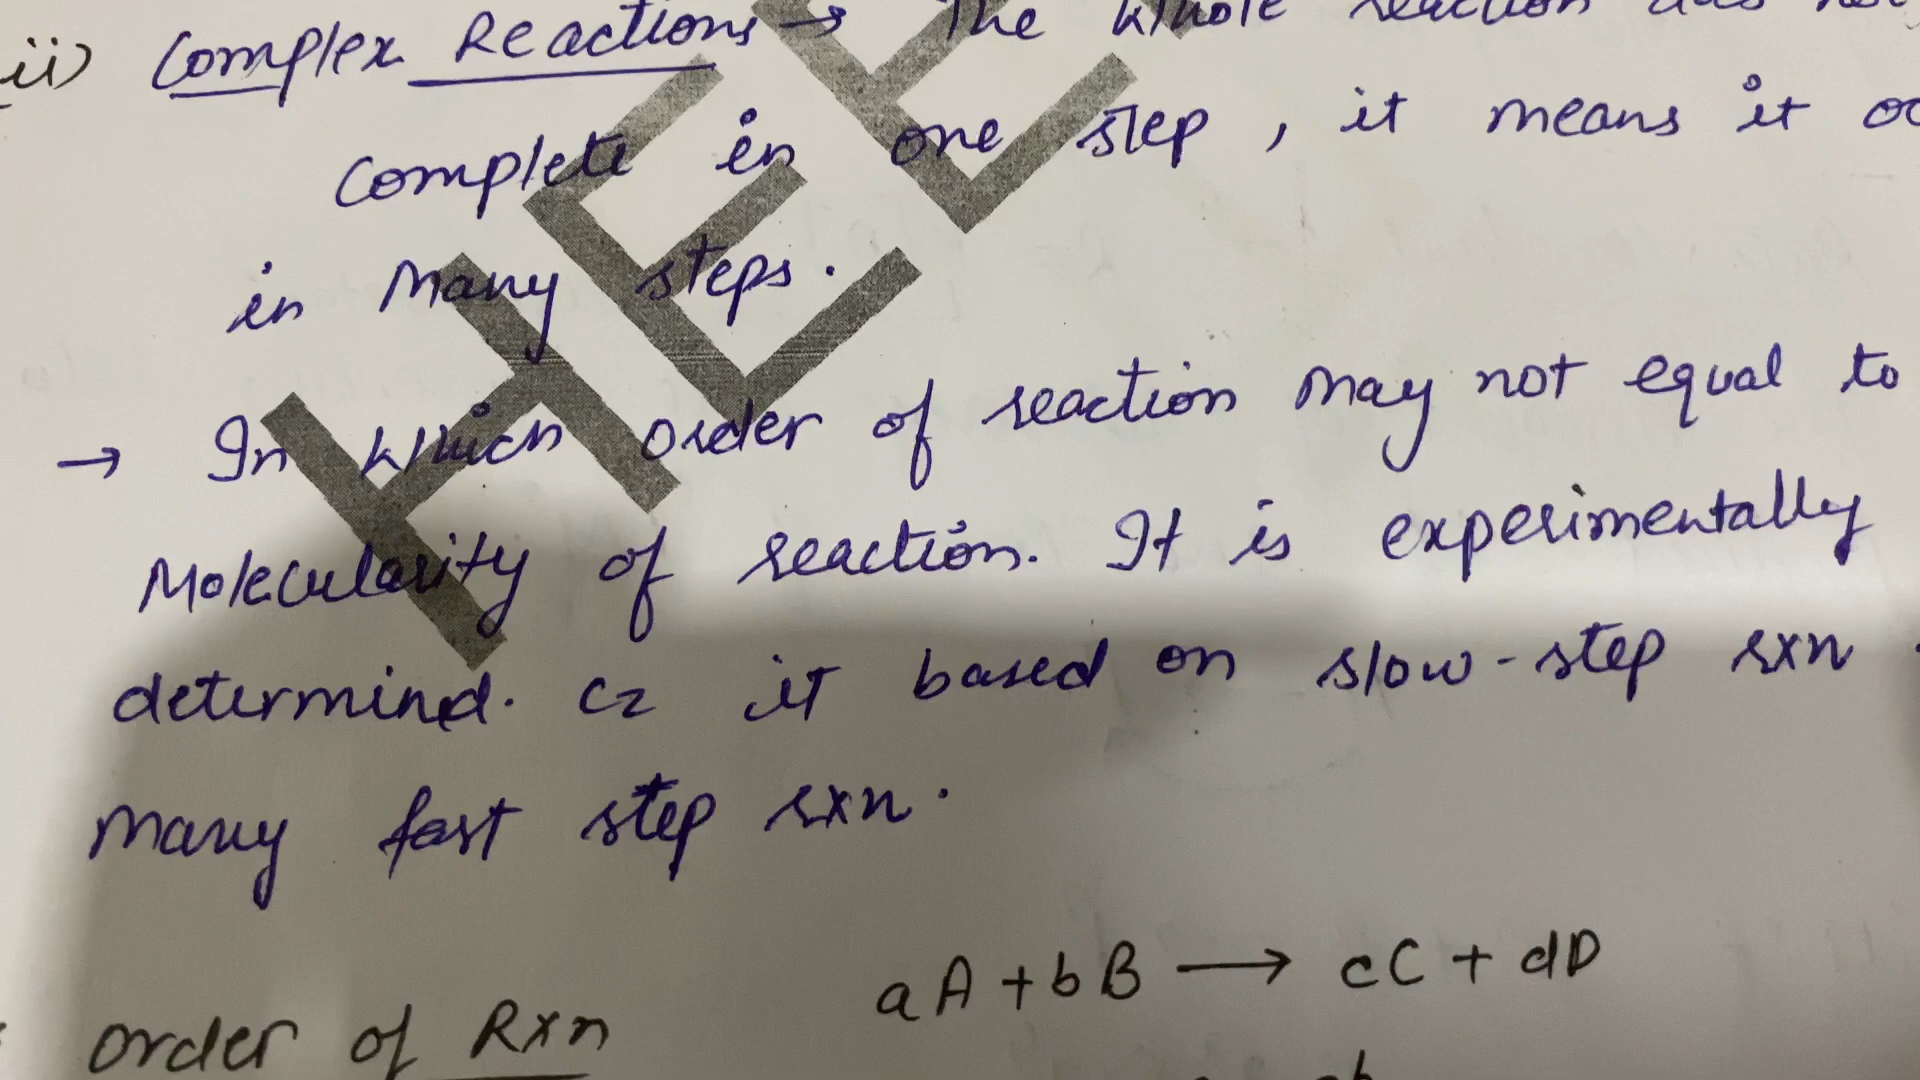 ii) Complex Reactions → The whole reaction does not
Complete in one step, it means it oc
in Many steps.
→ In which order of reaction may not equal to
Molecularity of reaction. It is experimentally
determind. cz it based on slow-step rxn.
Many fast step rxn.
aA + bB → cC + dD
order of Rxn
HEE